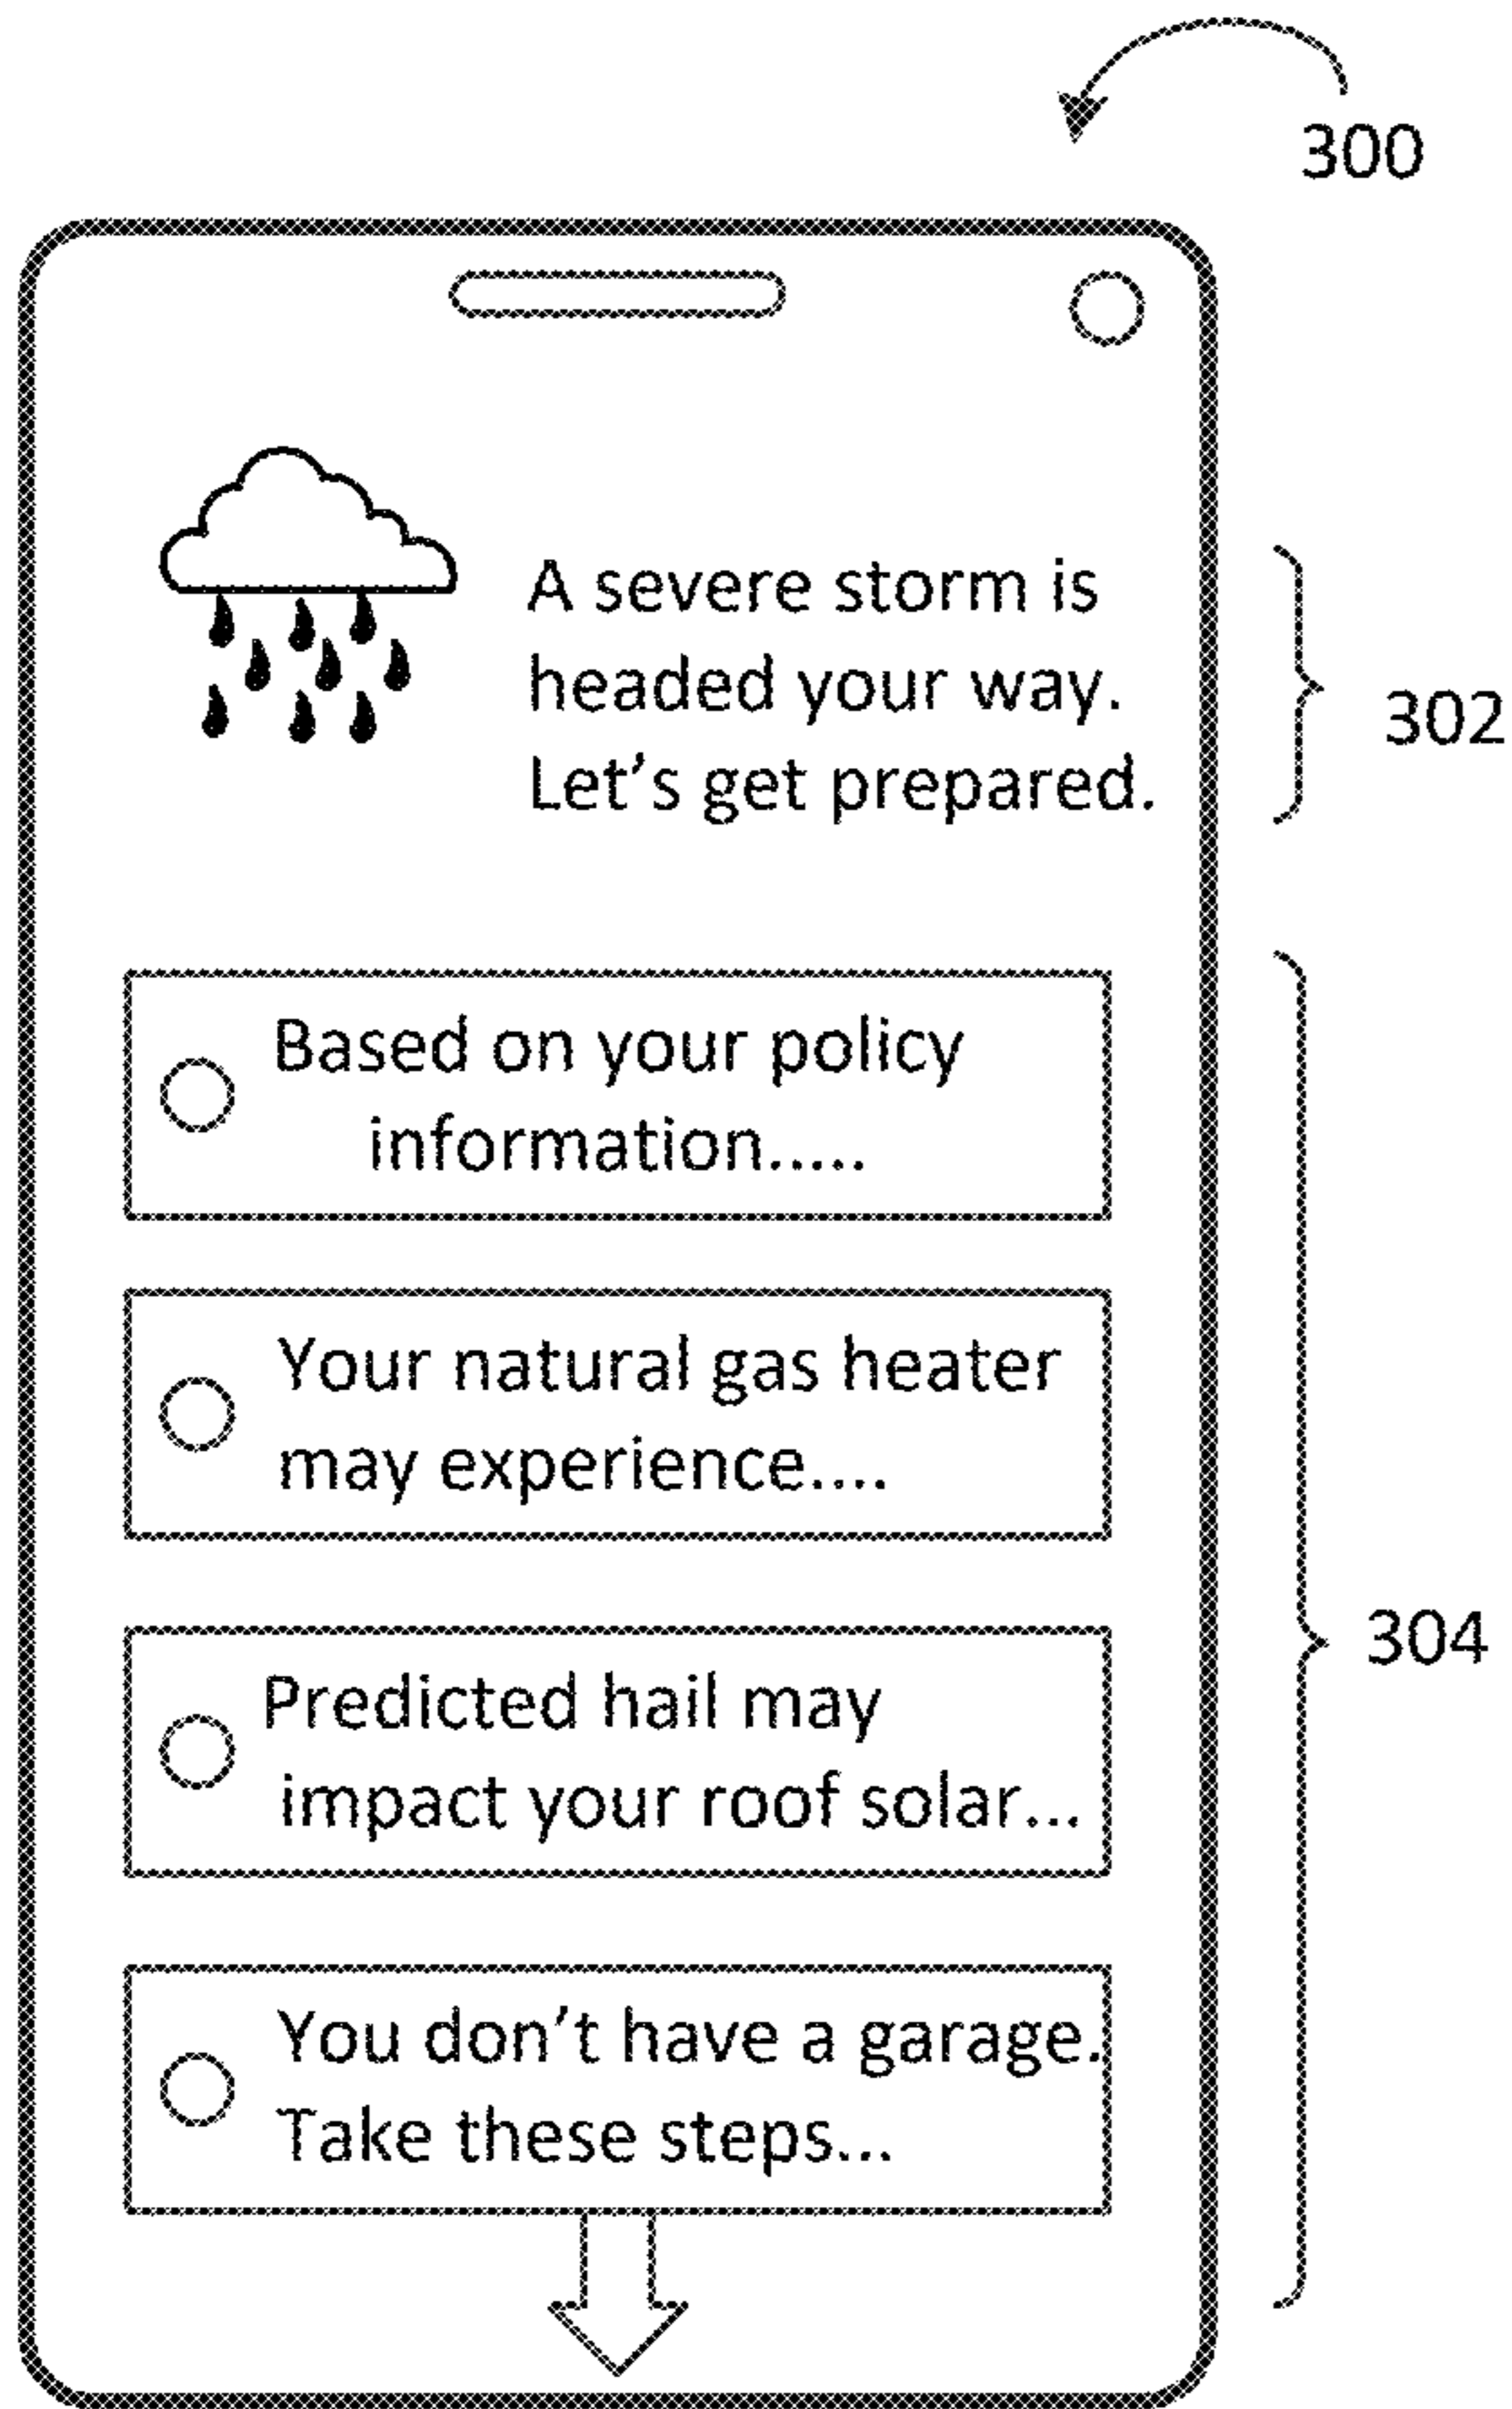 300
A severe storm is
headed your way.
Let's get prepared.
302
Based on your policy
information.....
Your natural gas heater
may experience....
304
Predicted hail may
impact your roof solar...
You don't have a garage.
Take these steps...